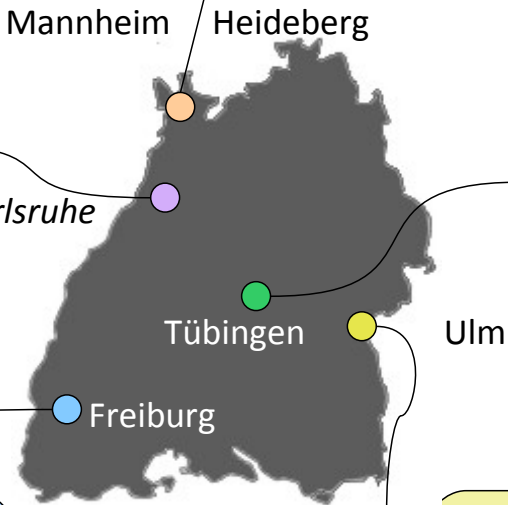 Mannheim
Heideberg
rlsruhe
Tübingen
Ulm
Freiburg